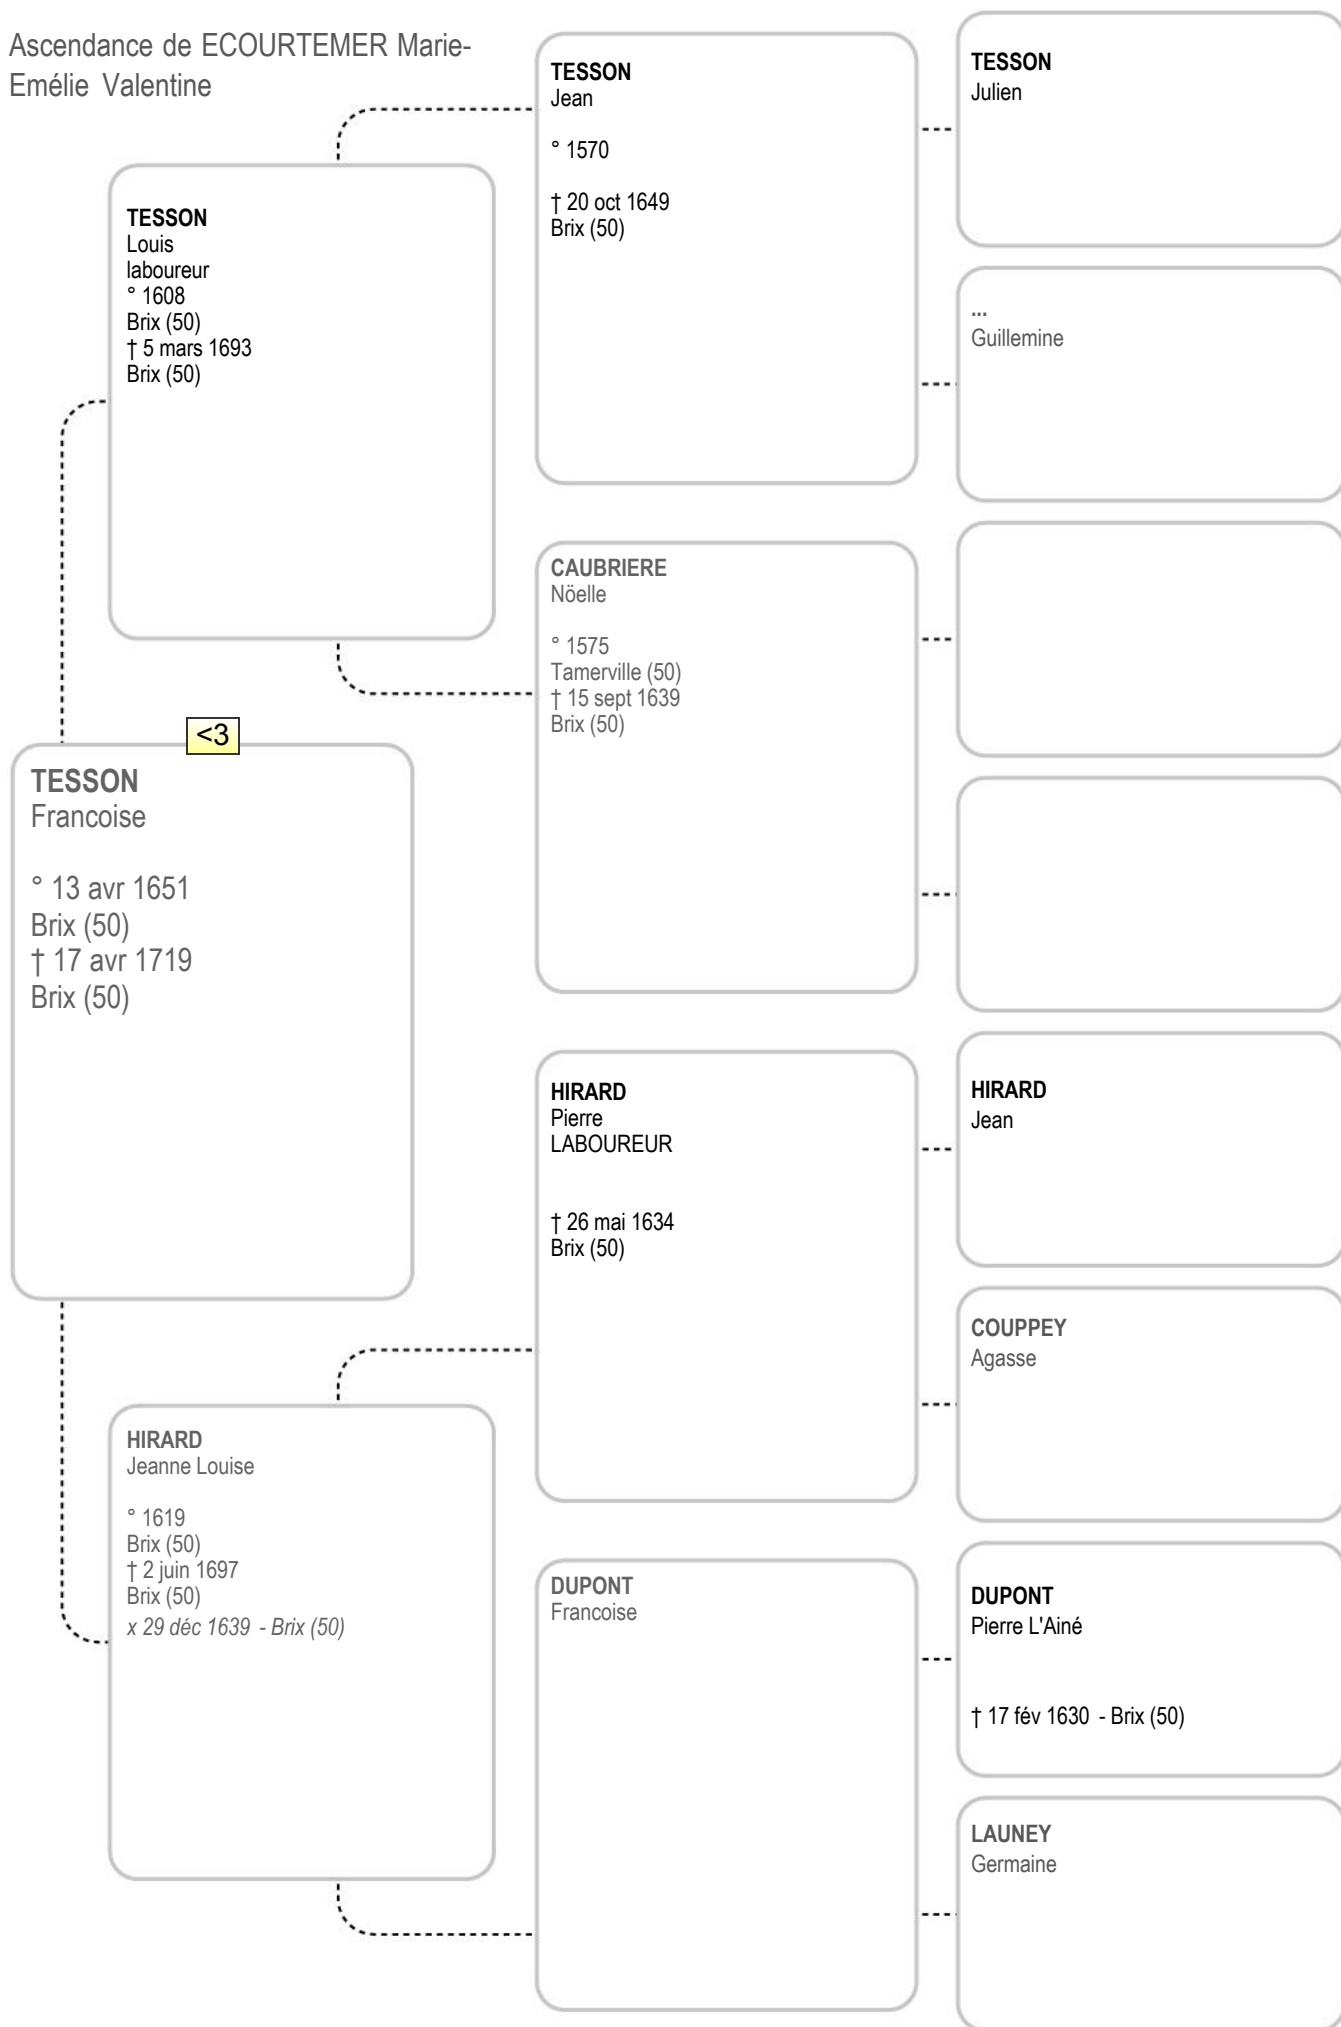 Ascendance de ECOURTEMER Marie-
Emélie Valentine
TESSON
Francoise
° 13 avr 1651
Brix (50)
† 17 avr 1719
Brix (50)
<3
TESSON
Louis
laboureur
° 1608
Brix (50)
† 5 mars 1693
Brix (50)
HIRARD
Jeanne Louise
° 1619
Brix (50)
† 2 juin 1697
Brix (50)
x 29 déc 1639 - Brix (50)
TESSON
Jean
° 1570
† 20 oct 1649
Brix (50)
CAUBRIERE
Nöelle
° 1575
Tamerville (50)
† 15 sept 1639
Brix (50)
HIRARD
Pierre
LABOUREUR
† 26 mai 1634
Brix (50)
DUPONT
Francoise
TESSON
Julien
...
Guillemine
HIRARD
Jean
COUPPEY
Agasse
DUPONT
Pierre L'Ainé
† 17 fév 1630 - Brix (50)
LAUNEY
Germaine